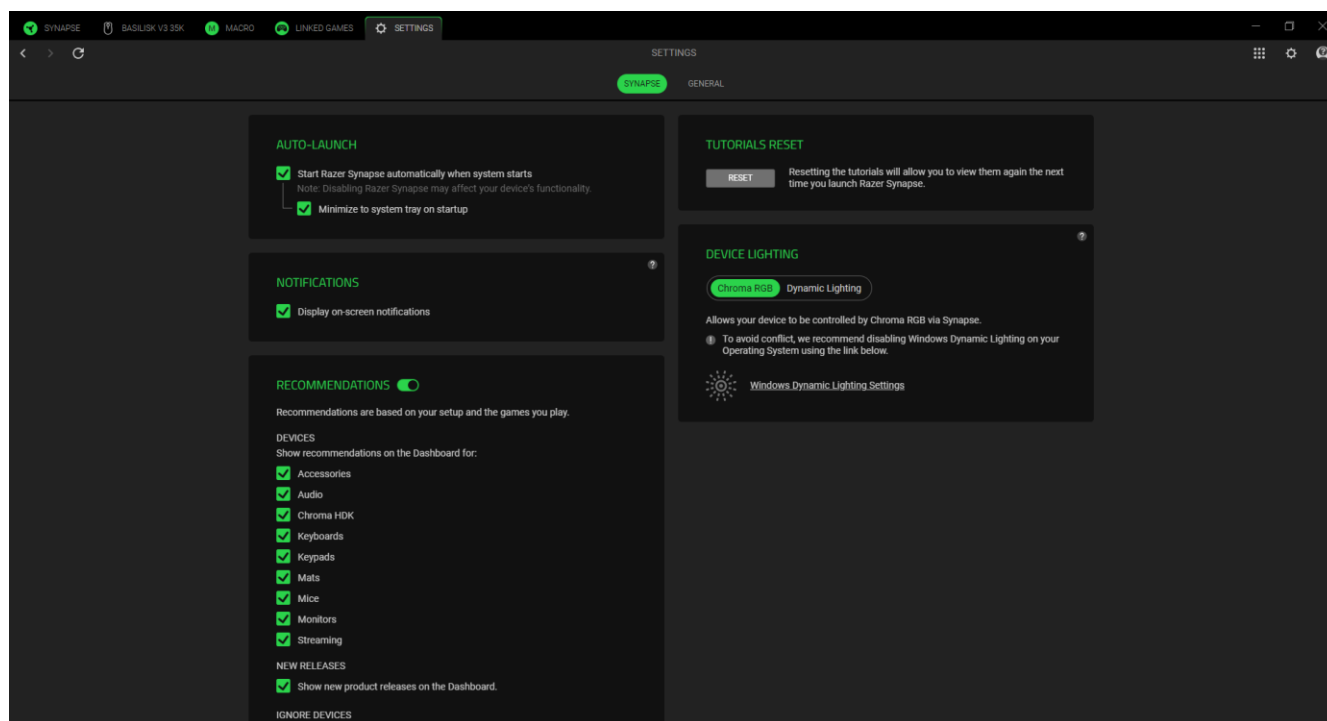 SYNAPSE
BASILISK V3 35K
MACRO
LINKED GAMES
SETTINGS
SETTINGS
SYNAPSE
GENERAL
AUTO-LAUNCH
Start Razer Synapse automatically when system starts
Note: Disabling Razer Synapse may affect your device's functionality.
Minimize to system tray on startup
NOTIFICATIONS
Display on-screen notifications
RECOMMENDATIONS
Recommendations are based on your setup and the games you play.
DEVICES
Show recommendations on the Dashboard for:
Accessories
Audio
Chroma HDK
Keyboards
Keypads
Mats
Mice
Monitors
Streaming
NEW RELEASES
Show new product releases on the Dashboard.
IGNORE DEVICES
TUTORIALS RESET
RESET
Resetting the tutorials will allow you to view them again the next
time you launch Razer Synapse.
DEVICE LIGHTING
Chroma RGB
Dynamic Lighting
Allows your device to be controlled by Chroma RGB via Synapse.
To avoid conflict, we recommend disabling Windows Dynamic Lighting on your
Operating System using the link below.
Windows Dynamic Lighting Settings